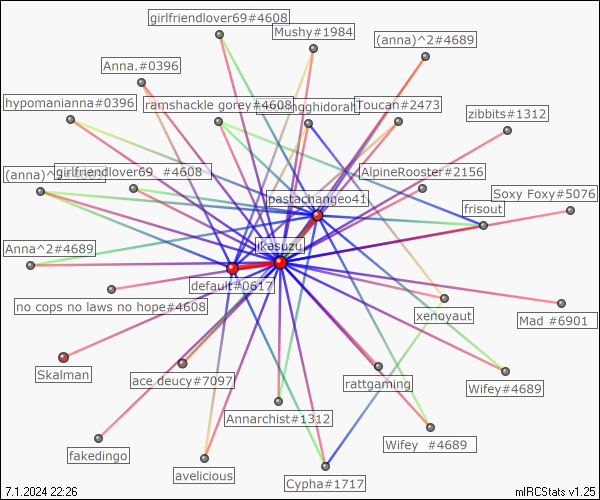 girlfriendlover69#4608
Mushy#1984
(anna)^2#4689
Anna.#0396
hypomanianna#0396
ramshackle gorey#4608
ngghidorah
Toucan#2473
zibbits#1312
(anna)^
girlfriendlover69_#4608
AlpineRooster#2156
Soxy Foxy#5076
pastachangeo41
frisout
Anna^2#4689
ikasuzu
default#0617
no cops no laws no hope#4608
xenoyaut
Mad #6901
Skalman
ace deucy#7097
rattgaming
Wifey#4689
Annarchist#1312
Wifey #4689
fakedingo
avelicious
Cypha#1717
7.1.2024 22:26
mIRCStats v1.25